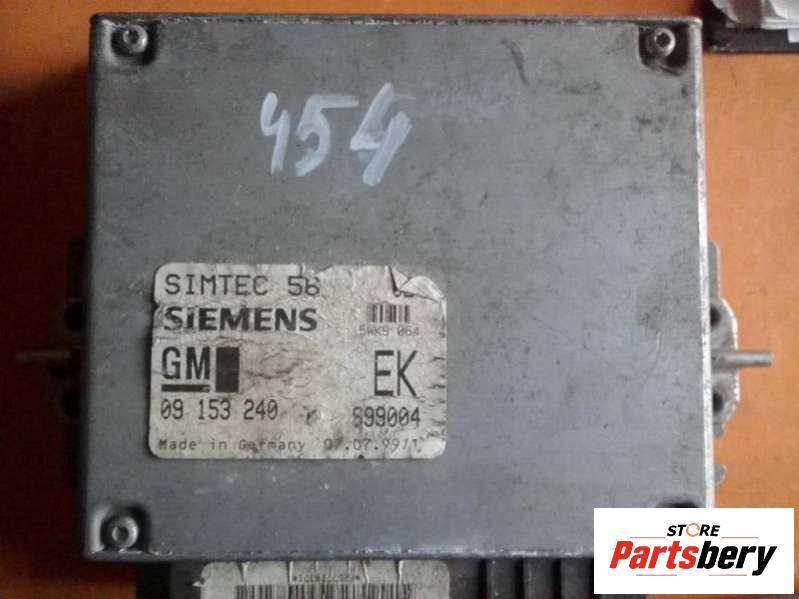 454
SIMTEC 56
SIEMENS
5WK9 064
GM
EK
09 153 240
S99004
Made in Germany 07.07.99/1
STORE
Partsbery